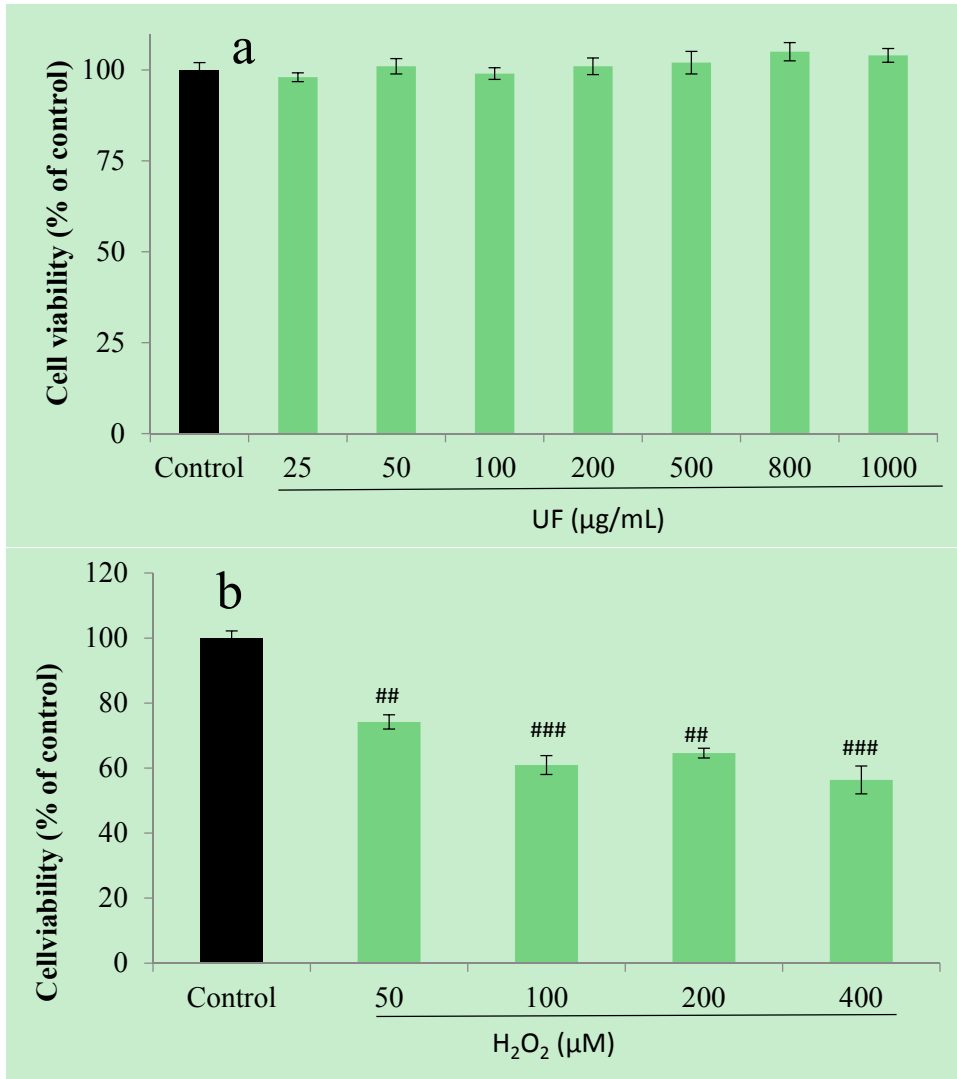 a
Cell viability (% of control)
100
75
50
25
0
Control 25 50 100 200 500 800 1000
UF (µg/mL)
b
Cellviability (% of control)
120
100
80
60
40
20
0
## ### ## ###
Control 50 100 200 400
H₂O₂ (µM)